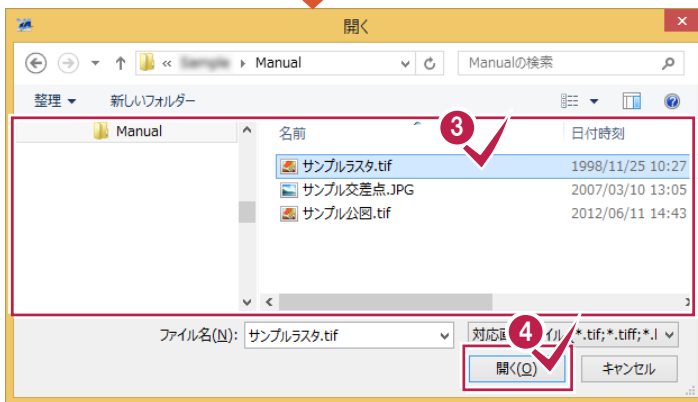 開く
« › Manual
Manualの検索
整理 新しいフォルダー
Manual
名前 日付時刻
3
サンプルラスタ.tif 1998/11/25 10:27
サンプル交差点.JPG 2007/03/10 13:05
サンプル公図.tif 2012/06/11 14:43
ファイル名(N): サンプルラスタ.tif
対応 イル (*.tif;*.tiff;*.
4
開く(O) キャンセル